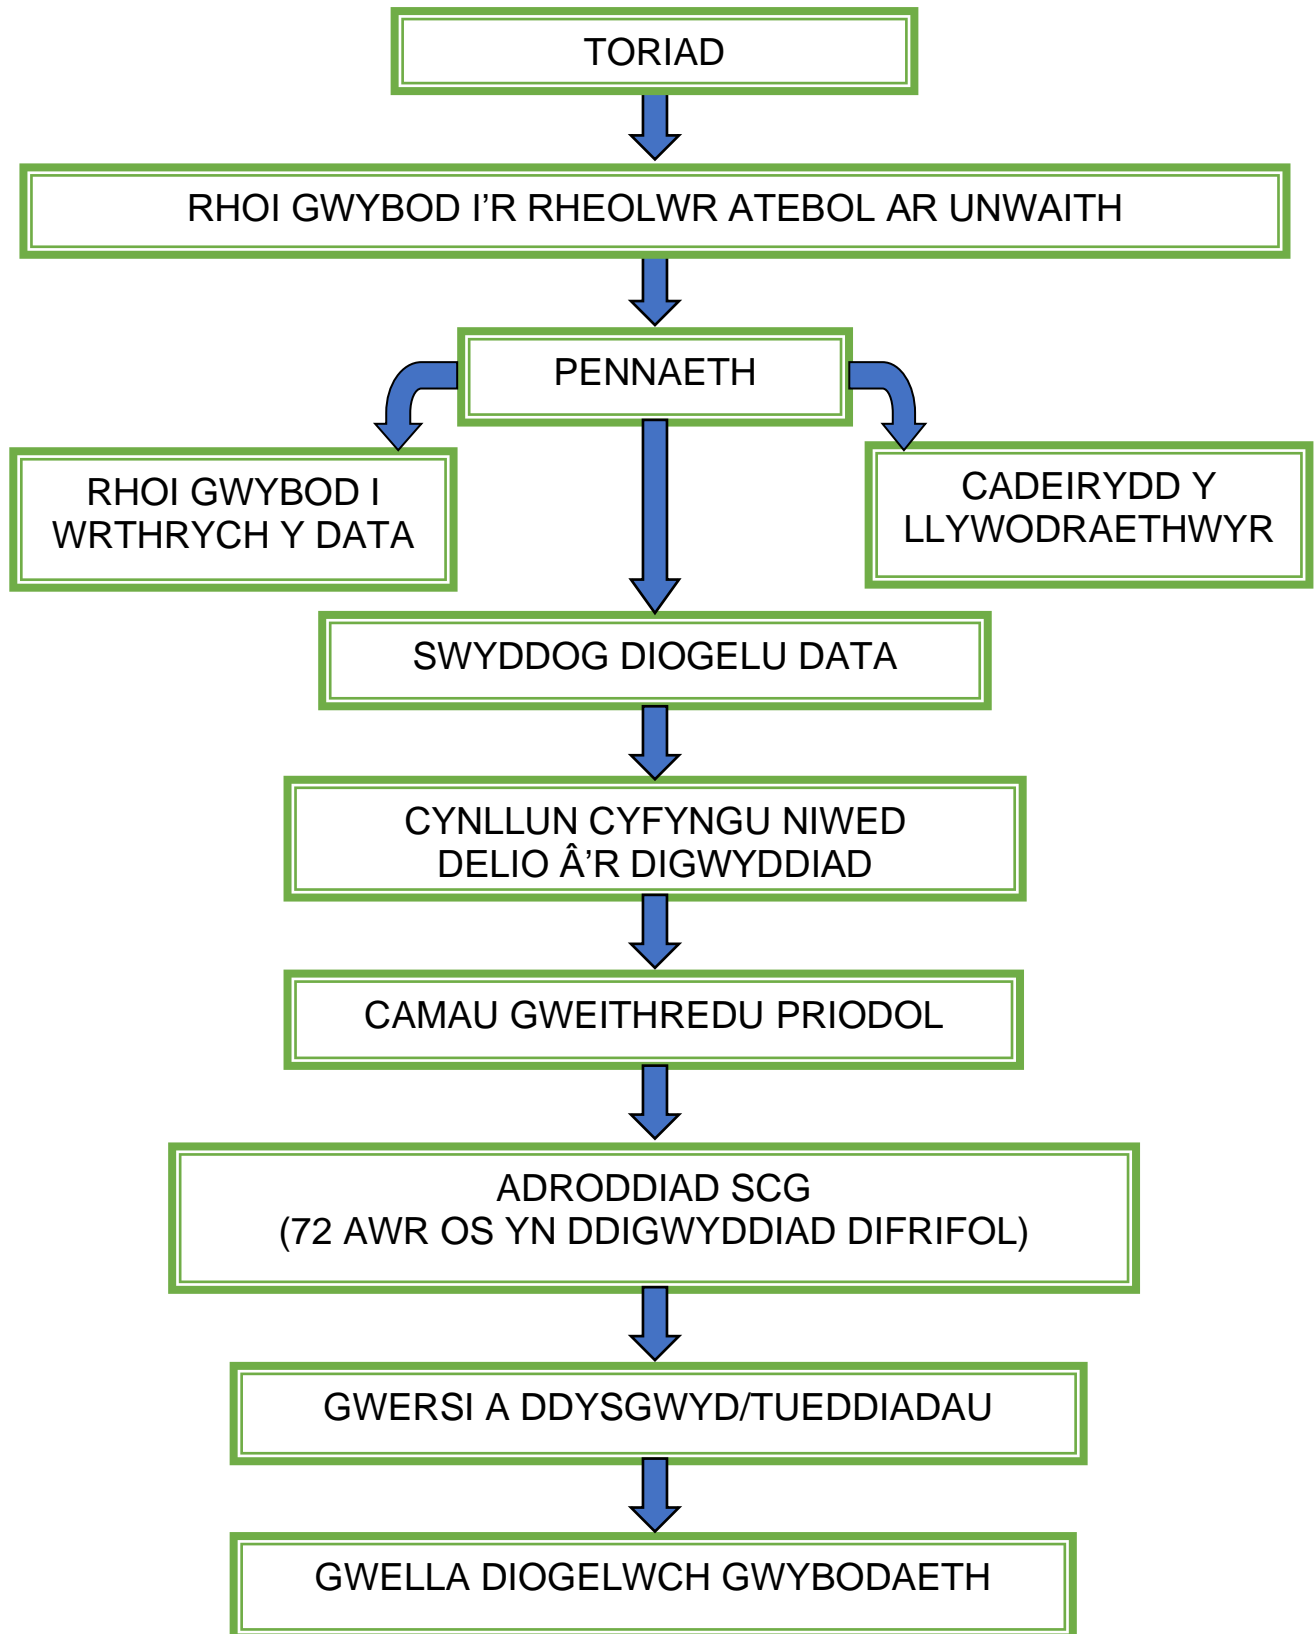 TORIAD
RHOI GWYBOD I’R RHEOLWR ATEBOL AR UNWAITH
PENNAETH
RHOI GWYBOD I
WRTHRYCH Y DATA
CADEIRYDD Y
LLYWODRAETHWYR
SWYDDOG DIOGELU DATA
CYNLLUN CYFYNGU NIWED
DELIO Â’R DIGWYDDIAD
CAMAU GWEITHREDU PRIODOL
ADRODDIAD SCG
(72 AWR OS YN DDIGWYDDIAD DIFRIFOL)
GWERSI A DDYSGWYD/TUEDDIADAU
GWELLA DIOGELWCH GWYBODAETH